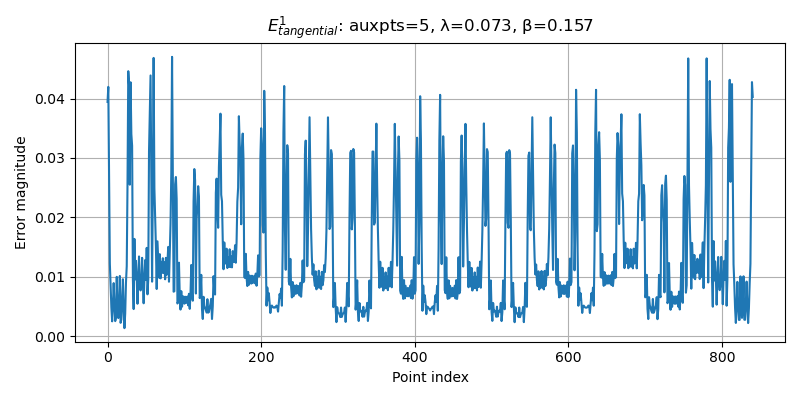 E¹tangential: auxpts=5, λ=0.073, β=0.157
Error magnitude
0.04
0.03
0.02
0.01
0.00
0 200 400 600 800
Point index